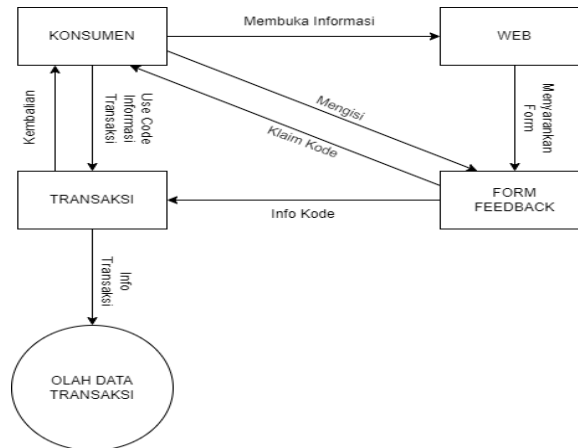 KONSUMEN
Membuka Informasi
WEB
Kembalian
Use Code
Informasi
Transaksi
Mengisi
Klaim Kode
Menyarankan
Form
TRANSAKSI
Info Kode
FORM
FEEDBACK
Info
Transaksi
OLAH DATA
TRANSAKSI